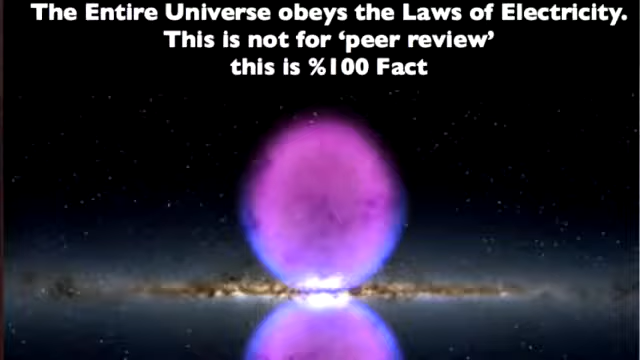 The Entire Universe obeys the Laws of Electricity.
This is not for ‘peer review’
this is %100 Fact